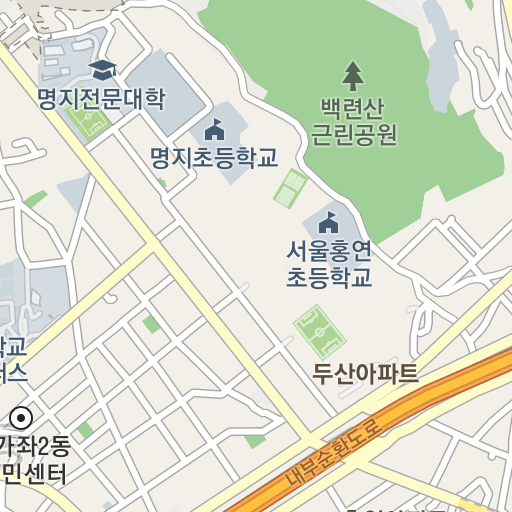 명지전문대학
백련산
근린공원
명지초등학교
서울홍연
초등학교
학교
두산아파트
가좌2동
민센터
내부순환도로